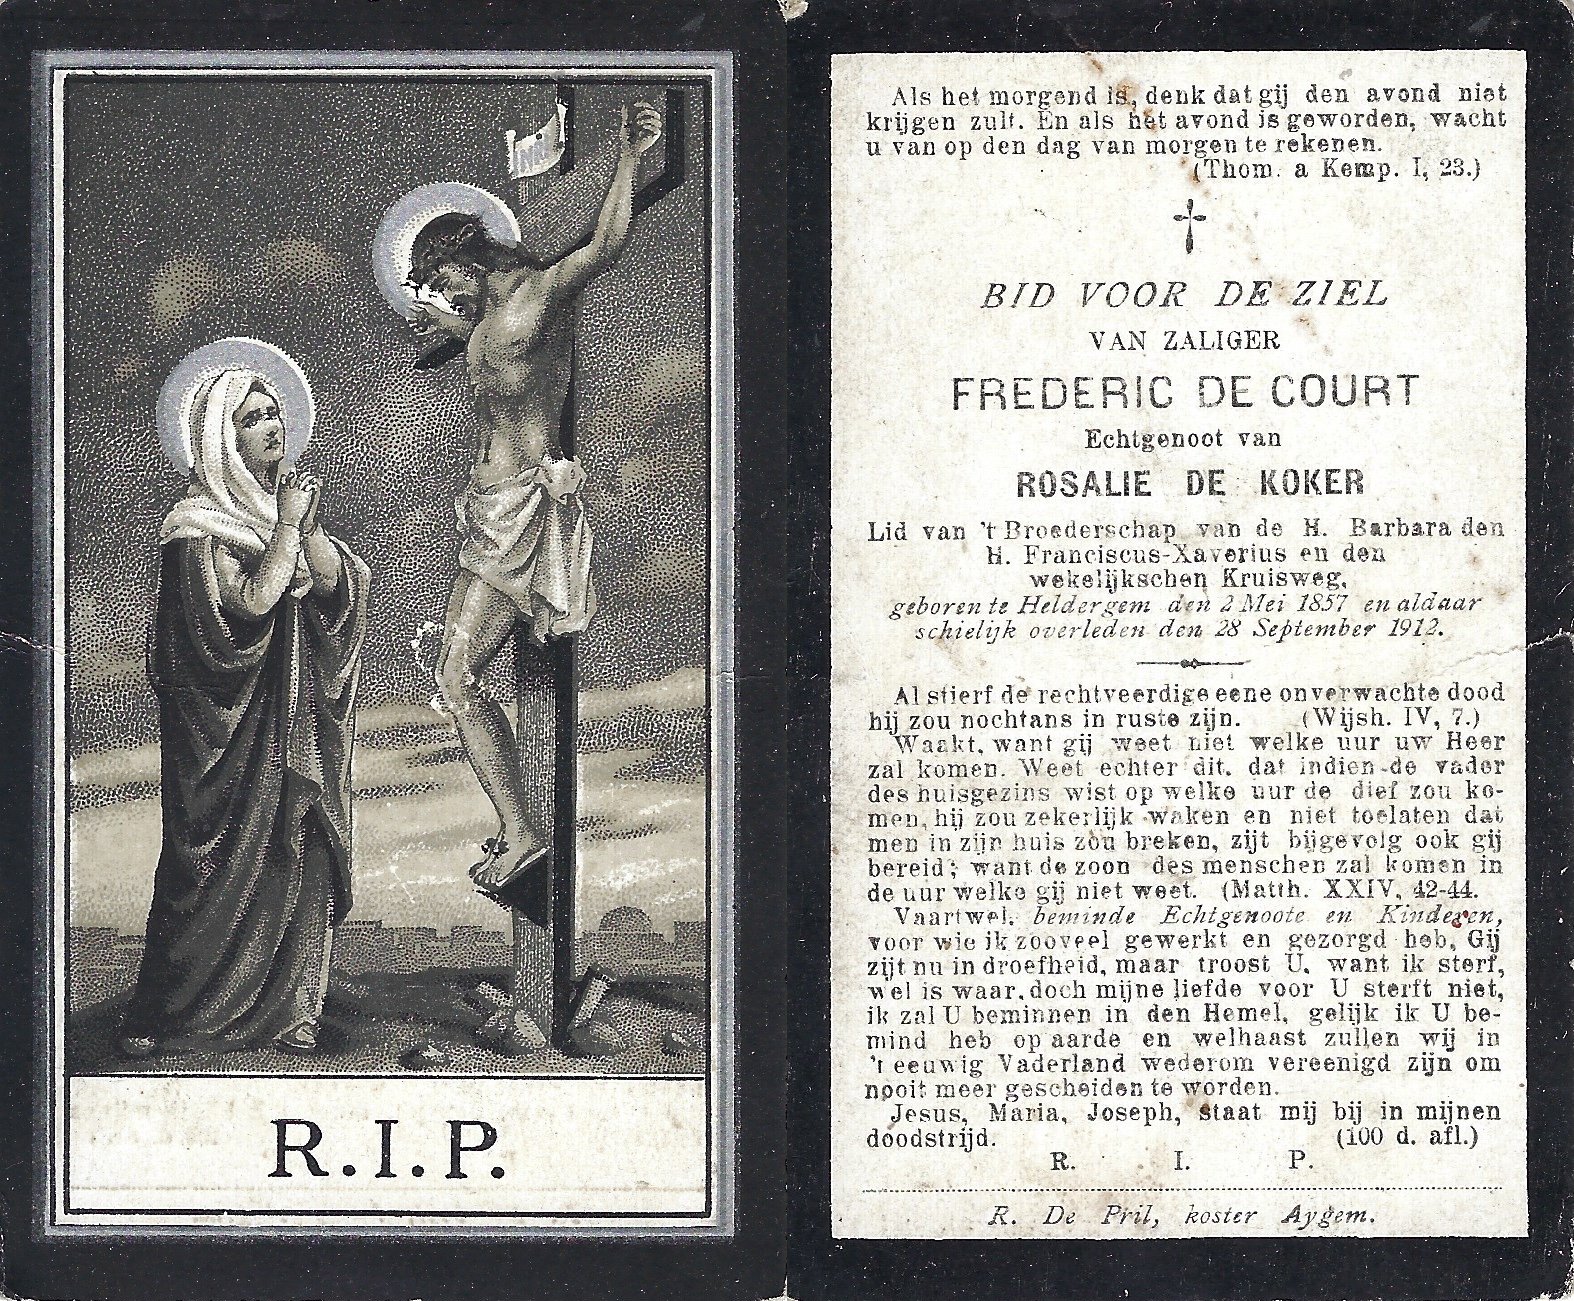 INRI
R.I.P.
Als het morgend is, denk dat gij den avond niet
krijgen zult. En als het avond is geworden, wacht
u van op den dag van morgen te rekenen.
(Thom. a Kemp. I, 23.)
BID VOOR DE ZIEL
VAN ZALIGER
FREDERIC DE COURT
Echtgenoot van
ROSALIE DE KOKER
Lid van 't Broederschap van de H. Barbara den
H. Franciscus-Xaverius en den
wekelijkschen Kruisweg,
geboren te Heldergem den 2 Mei 1857 en aldaar
schielijk overleden den 28 September 1912.
Al stierf de rechtveerdige eene onverwachte dood
hij zou nochtans in ruste zijn. (Wijsh. IV, 7.)
Waakt, want gij weet niet welke uur uw Heer
zal komen. Weet echter dit, dat indien de vader
des huisgezins wist op welke uur de dief zou ko-
men, hij zou zekerlijk waken en niet toelaten dat
men in zijn huis zou breken, zijt bijgevolg ook gij
bereid; want de zoon des menschen zal komen in
de uur welke gij niet weet. (Matth. XXIV, 42-44.
Vaartwel, beminde Echtgenoote en Kinderen,
voor wie ik zooveel gewerkt en gezorgd heb, Gij
zijt nu in droefheid, maar troost U, want ik sterf,
wel is waar, doch mijne liefde voor U sterft niet,
ik zal U beminnen in den Hemel, gelijk ik U be-
mind heb op aarde en welhaast zullen wij in
't eeuwig Vaderland wederom vereenigd zijn om
nooit meer gescheiden te worden.
Jesus, Maria, Joseph, staat mij bij in mijnen
doodstrijd. (100 d. afl.)
R. I. P.
R. De Pril, koster Aygem.